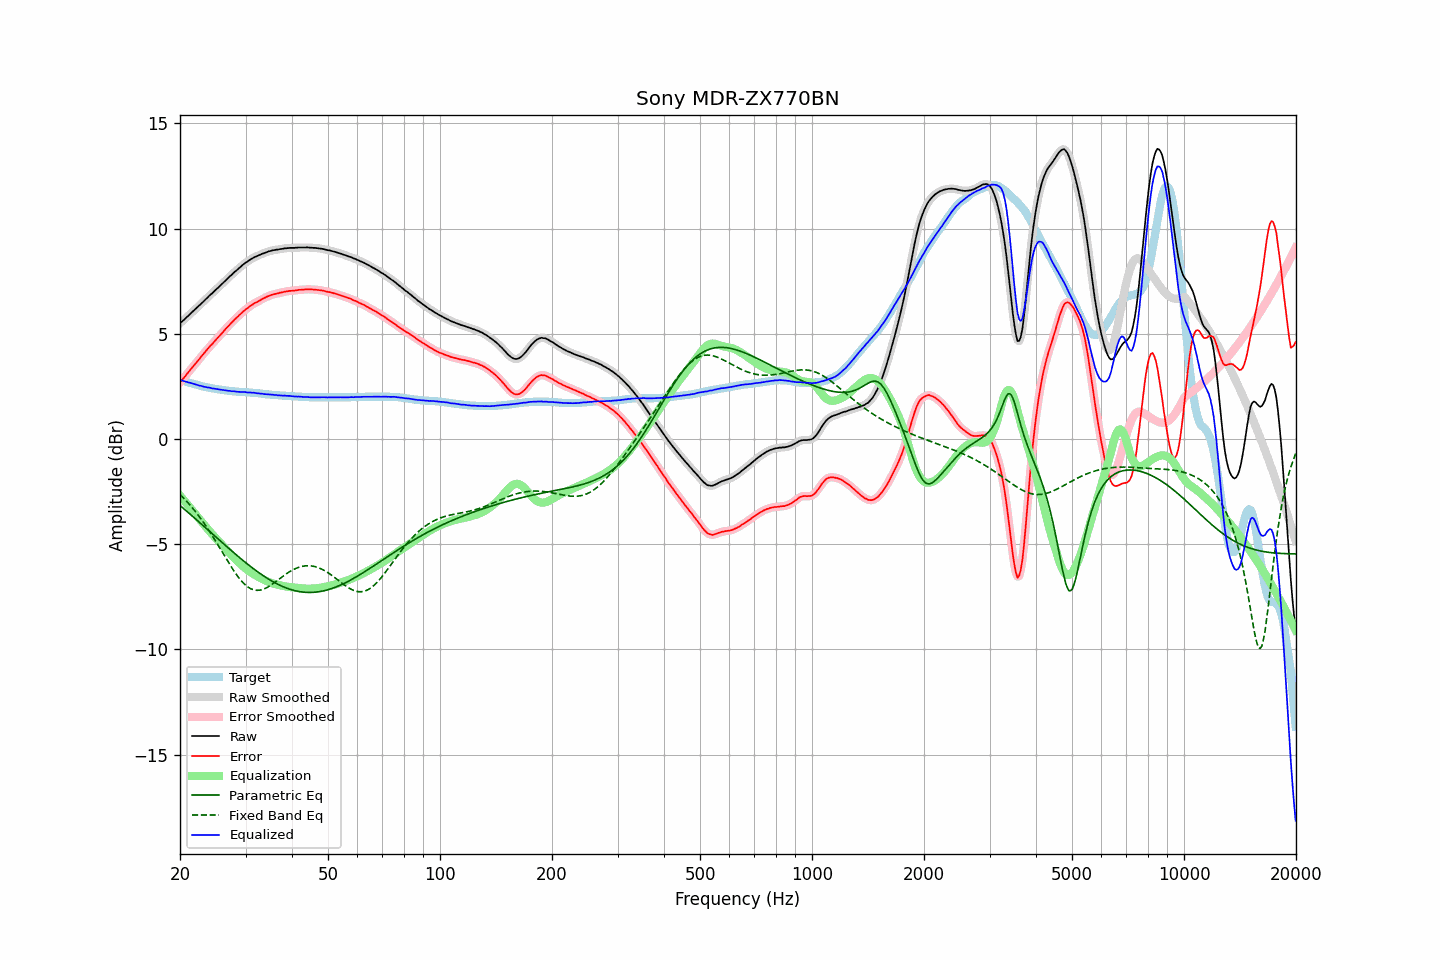 Sony MDR-ZX770BN
Amplitude (dBr)
15
10
5
0
−5
−10
−15
Target
Raw Smoothed
Error Smoothed
Raw
Error
Equalization
Parametric Eq
Fixed Band Eq
Equalized
20 50 100 200 500 1000 2000 5000 10000 20000
Frequency (Hz)